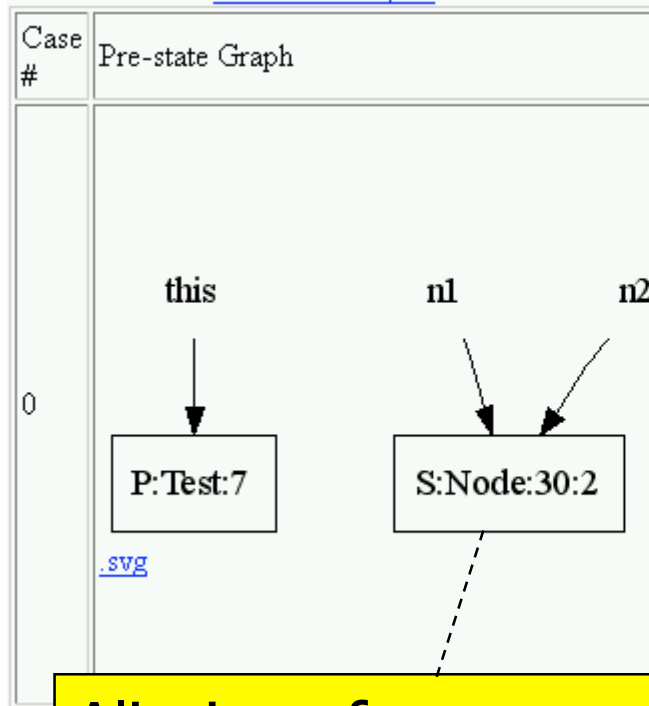 Case
#
Pre-state Graph
this
n1
n2
0
P:Test:7
S:Node:30:2
.svg